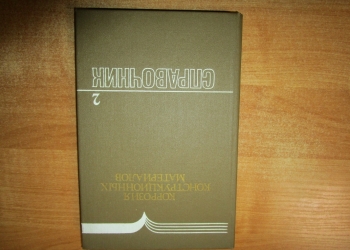 КОРРОЗИЯ
КОНСТРУКЦИОННЫХ
МАТЕРИАЛОВ
2
СПРАВОЧНИК